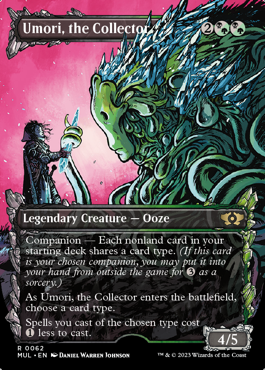 Umori, the Collector 2
Legendary Creature — Ooze
Companion — Each nonland card in your
starting deck shares a card type. (If this card
is your chosen companion, you may put it into
your hand from outside the game for 3 as a
sorcery.)
As Umori, the Collector enters the battlefield,
choose a card type.
Spells you cast of the chosen type cost
1 less to cast.
4/5
R 0062
MUL • EN DANIEL WARREN JOHNSON
™ & © 2023 Wizards of the Coast